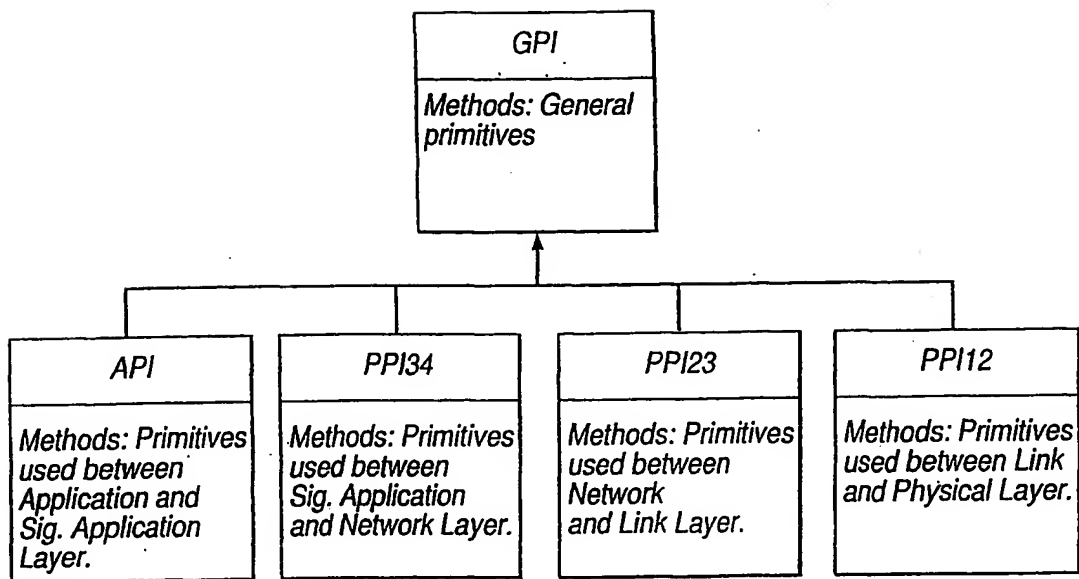 GPI
Methods: General
primitives
API
Methods: Primitives
used between
Application and
Sig. Application
Layer.
PPI34
Methods: Primitives
used between
Sig. Application
and Network Layer.
PPI23
Methods: Primitives
used between
Network
and Link Layer.
PPI12
Methods: Primitives
used between Link
and Physical Layer.